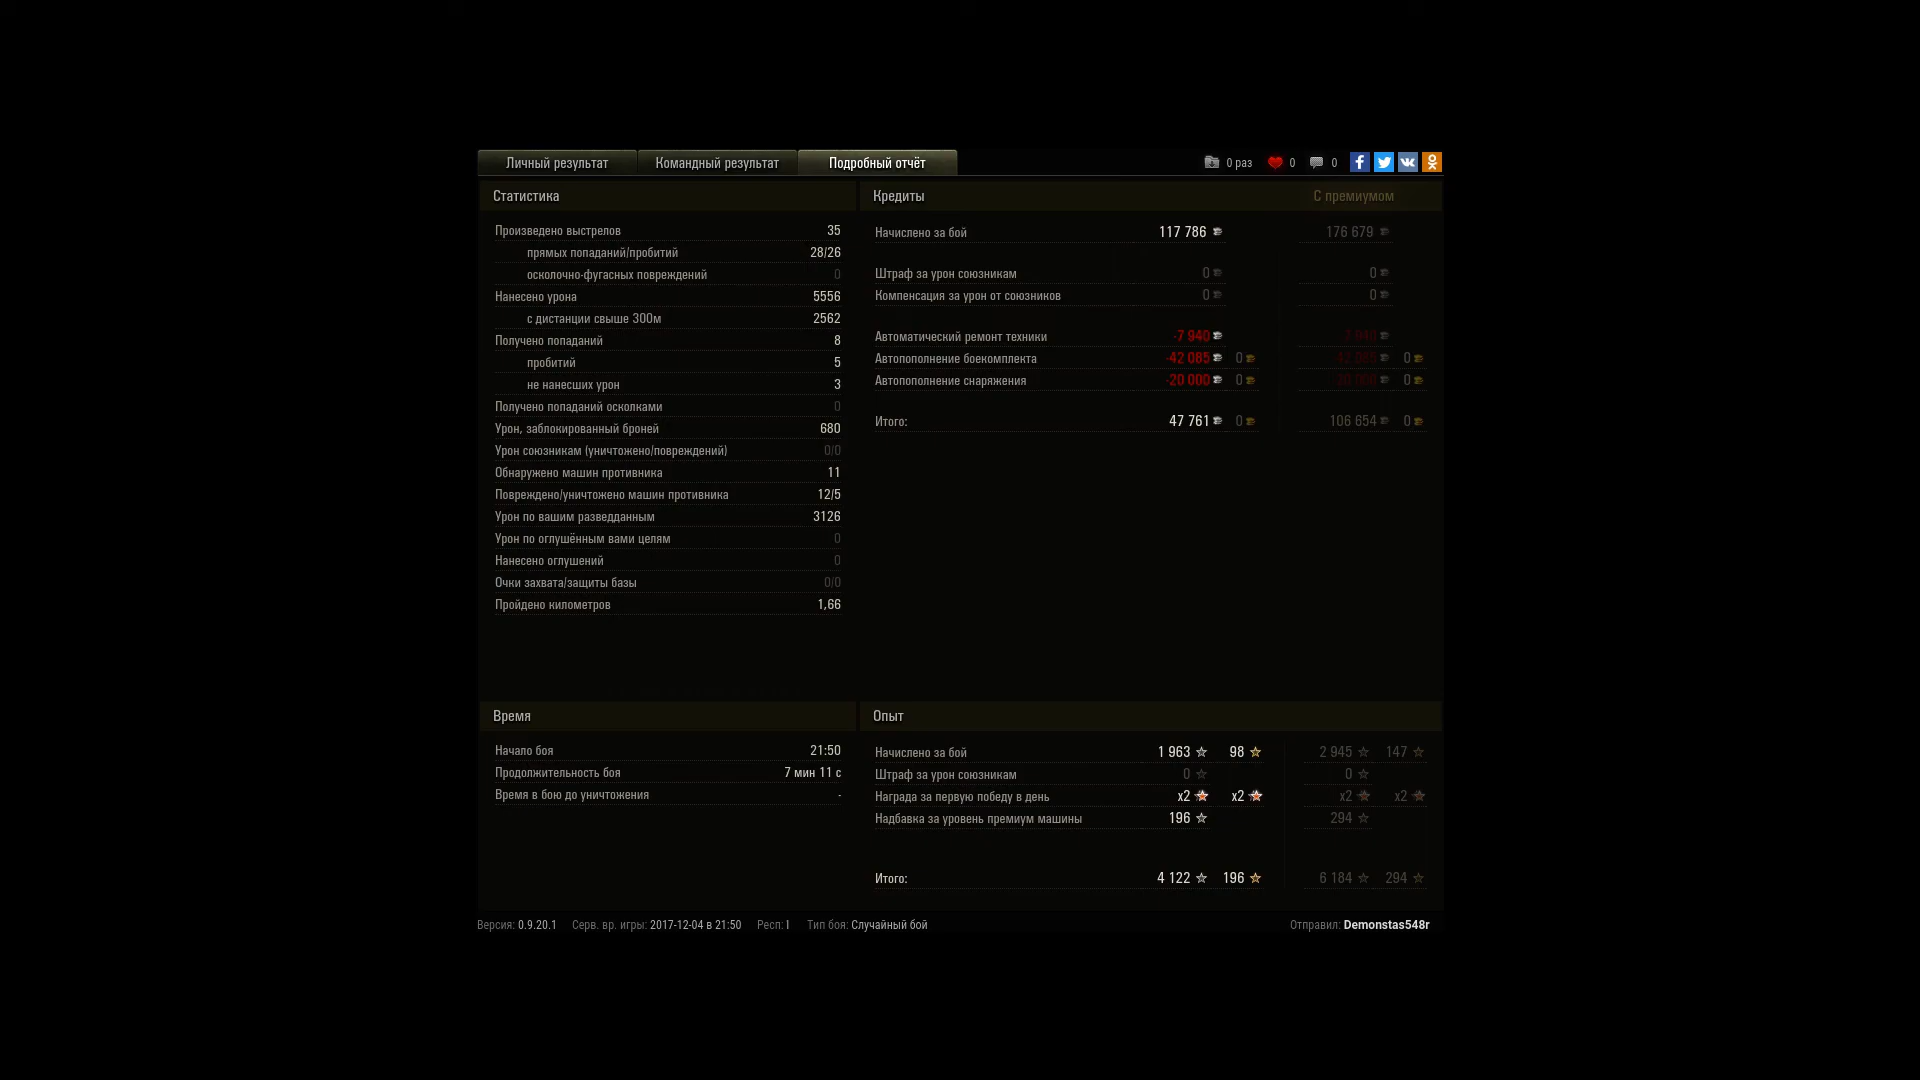 Личный результат Командный результат Подробный отчёт 0 раз 0 0
Статистика
Произведено выстрелов 35
прямых попаданий/пробитий 28/26
осколочно-фугасных повреждений 0
Нанесено урона 5556
с дистанции свыше 300м 2562
Получено попаданий 8
пробитий 5
не нанесших урон 3
Получено попаданий осколками 0
Урон, заблокированный броней 680
Урон союзникам (уничтожено/повреждений) 0/0
Обнаружено машин противника 11
Повреждено/уничтожено машин противника 12/5
Урон по вашим разведданным 3126
Урон по оглушённым вами целям 0
Нанесено оглушений 0
Очки захвата/защиты базы 0/0
Пройдено километров 1,66
Кредиты С премиумом
Начислено за бой 117 786 176 679
Штраф за урон союзникам 0 0
Компенсация за урон от союзников 0 0
Автоматический ремонт техники -7 940 -7 940
Автопополнение боекомплекта -42 085 0 -42 085 0
Автопополнение снаряжения -20 000 0 -20 000 0
Итого: 47 761 0 106 654 0
Время
Начало боя 21:50
Продолжительность боя 7 мин 11 с
Время в бою до уничтожения -
Опыт
Начислено за бой 1 963 98 2 945 147
Штраф за урон союзникам 0 0
Награда за первую победу в день x2 x2 x2 x2
Надбавка за уровень премиум машины 196 294
Итого: 4 122 196 6 184 294
Версия: 0.9.20.1 Серв. вр. игры: 2017-12-04 в 21:50 Респ: I Тип боя: Случайный бой Отправил: Demonstas548r